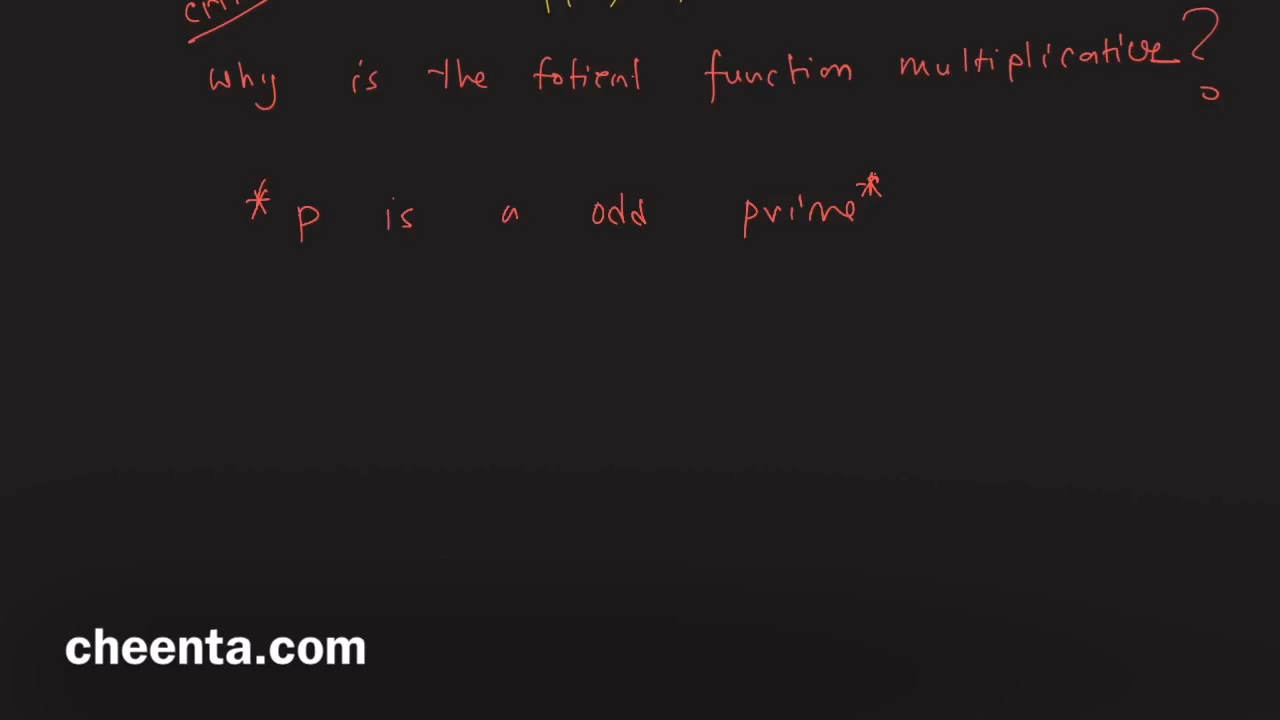 why is the totient function multiplicative?
* p is a odd prime*
cheenta.com